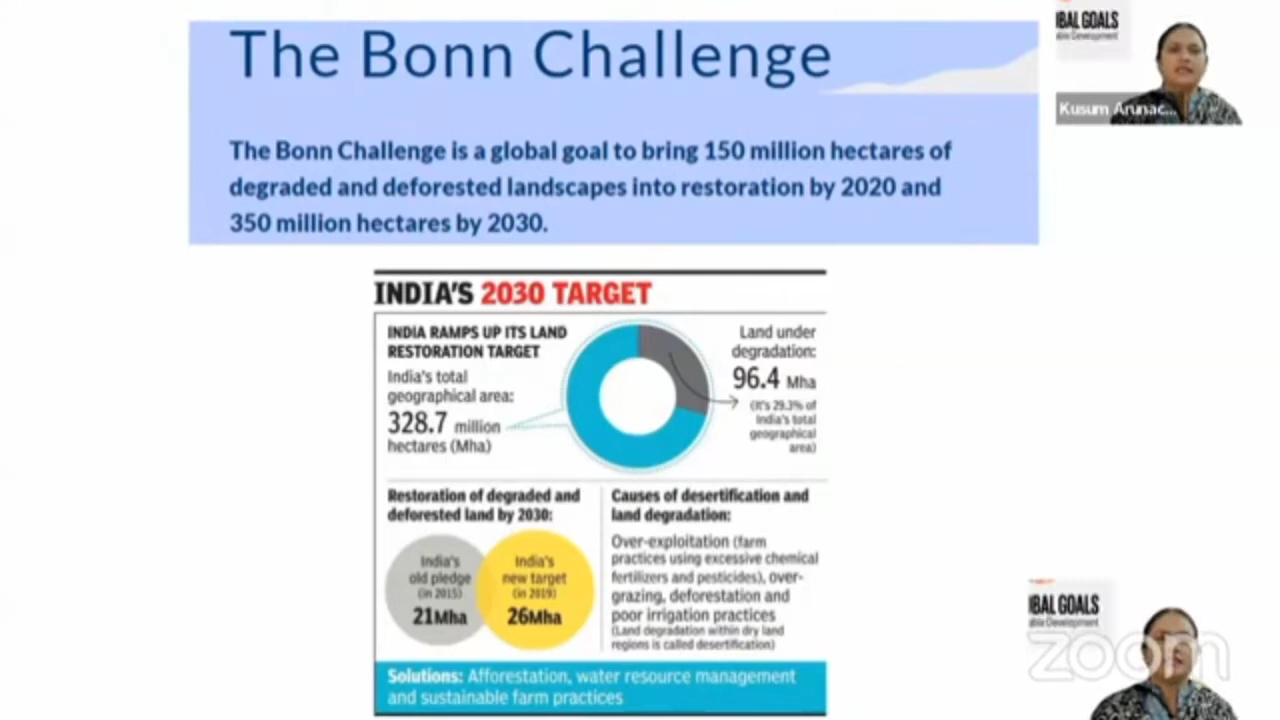 The Bonn Challenge
The Bonn Challenge is a global goal to bring 150 million hectares of
degraded and deforested landscapes into restoration by 2020 and
350 million hectares by 2030.
INDIA'S 2030 TARGET
INDIA RAMPS UP ITS LAND
RESTORATION TARGET
India's total
geographical area:
328.7 million
hectares (Mha)
Land under
degradation:
96.4 Mha
(It's 29.3% of
India's total
geographical
area)
Restoration of degraded and
deforested land by 2030:
India's
old pledge
(in 2015)
21Mha
India's
new target
(in 2019)
26Mha
Causes of desertification and
land degradation:
Over-exploitation (farm
practices using excessive chemical
fertilizers and pesticides), over-
grazing, deforestation and
poor irrigation practices
(Land degradation within dry land
regions is called desertification)
Solutions: Afforestation, water resource management
and sustainable farm practices
BAL GOALS
Development
Kusum Arunac...
BAL GOALS
Development
zoom